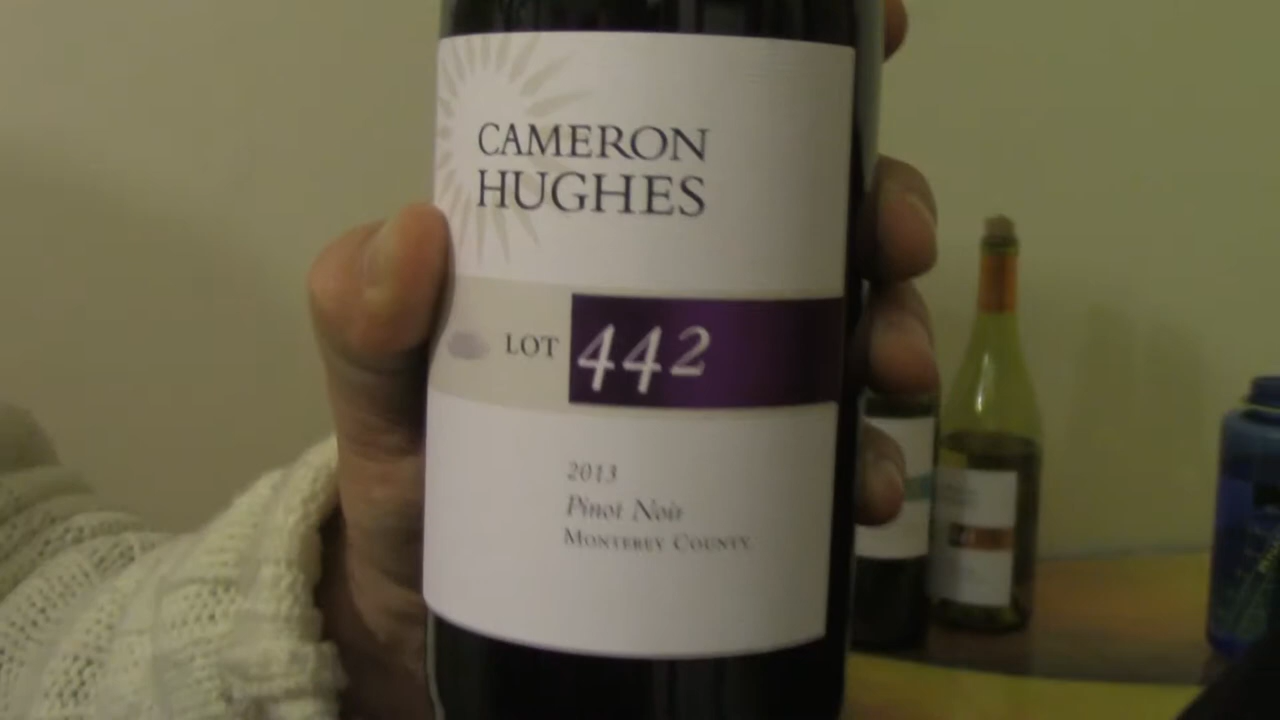 CAMERON
HUGHES
LOT 442
2013
Pinot Noir
MONTEREY COUNTY